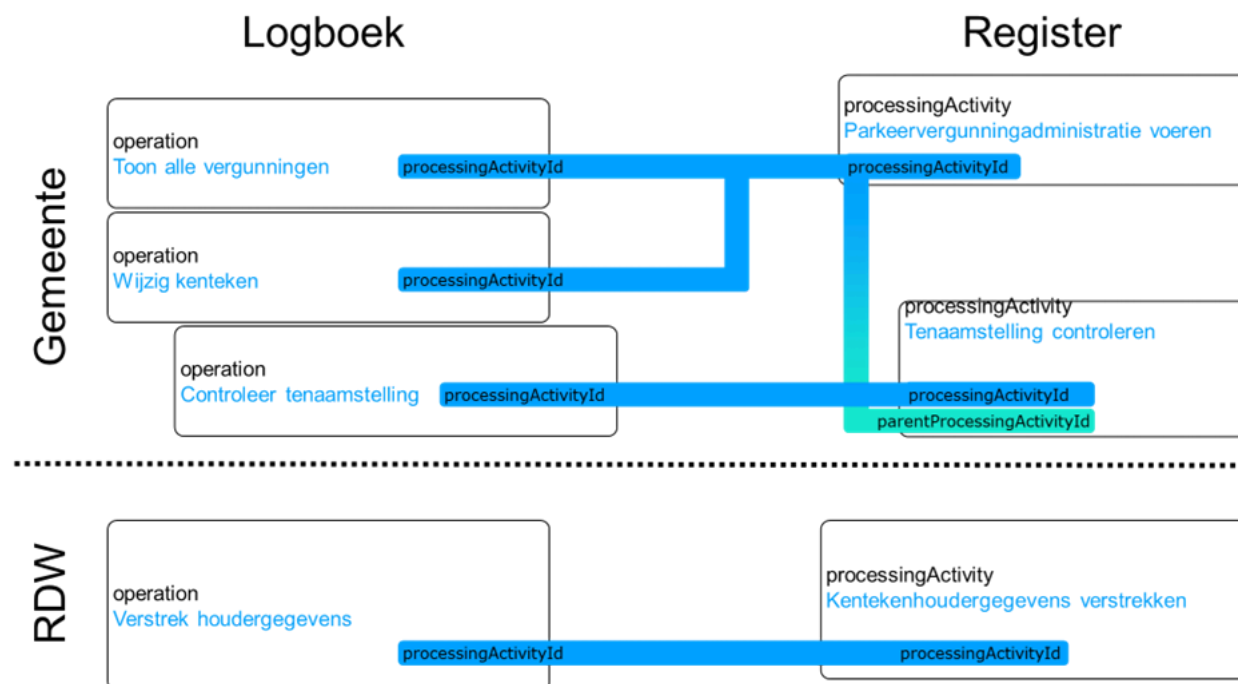 Logboek
Register
Gemeente
operation
Toon alle vergunningen
processingActivityId
processingActivity
Parkeervergunningadministratie voeren
processingActivityId
operation
Wijzig kenteken
processingActivityId
processingActivity
Tenaamstelling controleren
operation
Controleer tenaamstelling
processingActivityId
processingActivityId
parentProcessingActivityId
RDW
operation
Verstrek houdergegevens
processingActivityId
processingActivity
Kentekenhoudergegevens verstrekken
processingActivityId